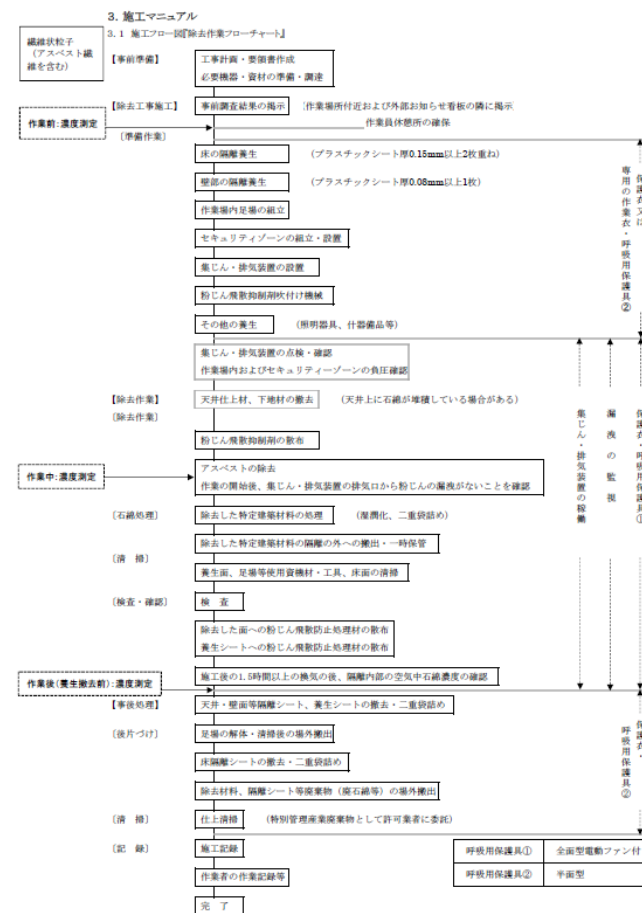 3. 施工マニュアル
3.1 施工フロー図『除去作業フローチャート』
繊維状粒子
(アスベスト繊
維を含む)
【事前準備】
工事計画・要領書作成
必要機器・資材の準備・調達
【除去工事施工】
事前調査結果の掲示
〔作業場所付近および外部お知らせ看板の隣に掲示
作業前:濃度測定
作業員休憩所の確保
〔準備作業〕
床の隔離養生
(プラスチックシート厚0.15mm以上2枚重ね)
壁部の隔離養生
(プラスチックシート厚0.08mm以上1枚)
作業場内足場の組立
セキュリティゾーンの組立・設置
集じん・排気装置の設置
粉じん飛散抑制剤吹付け機械
その他の養生
(照明器具、什器備品等)
保護衣又は
専用の作業衣・呼吸用保護具②
集じん・排気装置の点検・確認
作業場内およびセキュリティーゾーンの負圧確認
【除去作業】
天井仕上材、下地材の撤去
(天井上に石綿が堆積している場合がある)
〔除去作業〕
粉じん飛散抑制剤の散布
作業中:濃度測定
アスベストの除去
作業の開始後、集じん・排気装置の排気口から粉じんの漏洩がないことを確認
〔石綿処理〕
除去した特定建築材料の処理
(湿潤化、二重袋詰め)
除去した特定建築材料の隔離の外への搬出・一時保管
〔清 掃〕
養生面、足場等使用資機材・工具、床面の清掃
〔検査・確認〕
検 査
除去した面への粉じん飛散防止処理材の散布
養生シートへの粉じん飛散防止処理材の散布
施工後の1.5時間以上の換気の後、隔離内部の空気中石綿濃度の確認
集じん・排気装置の稼働
漏洩の監視
保護衣・呼吸用保護具①
作業後(養生撤去前):濃度測定
【事後処理】
天井・壁面等隔離シート、養生シートの撤去・二重袋詰め
〔後片づけ〕
足場の解体・清掃後の場外搬出
床隔離シートの撤去・二重袋詰め
除去材料、隔離シート等廃棄物(廃石綿等)の場外搬出
〔清 掃〕
仕上清掃
(特別管理産業廃棄物として許可業者に委託)
保護衣・
呼吸用保護具②
〔記 録〕
施工記録
作業者の作業記録等
完 了
呼吸用保護具① 全面型電動ファン付
呼吸用保護具② 半面型